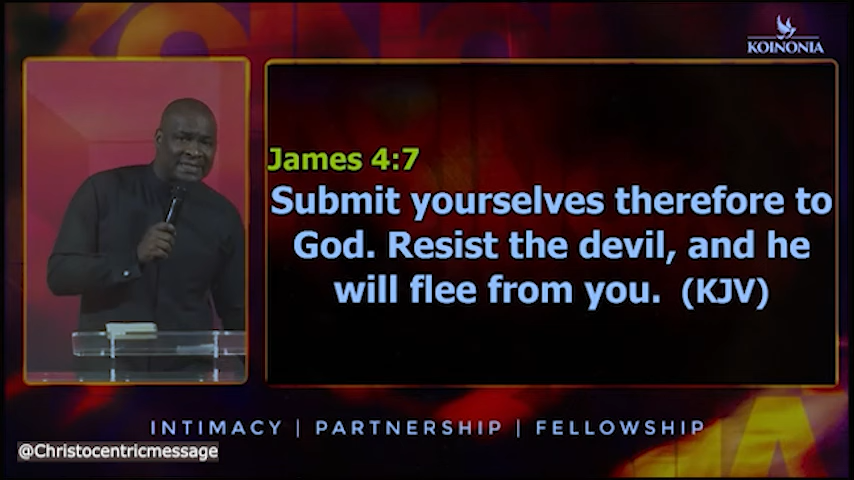 KOINONIA
James 4:7
Submit yourselves therefore to
God. Resist the devil, and he
will flee from you. (KJV)
INTIMACY | PARTNERSHIP | FELLOWSHIP
@Christocentricmessage